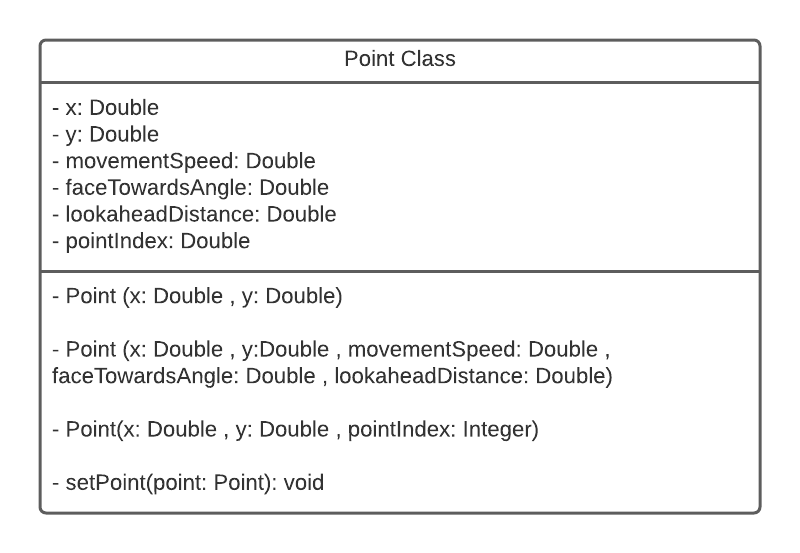 Point Class
- x: Double
- y: Double
- movementSpeed: Double
- faceTowardsAngle: Double
- lookaheadDistance: Double
- pointIndex: Double
- Point (x: Double , y: Double)
- Point (x: Double , y:Double , movementSpeed: Double ,
faceTowardsAngle: Double , lookaheadDistance: Double)
- Point(x: Double , y: Double , pointIndex: Integer)
- setPoint(point: Point): void